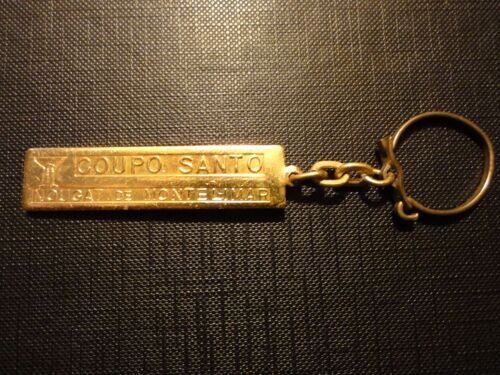 COUPO SANTO
NOUGAT DE MONTELIMAR